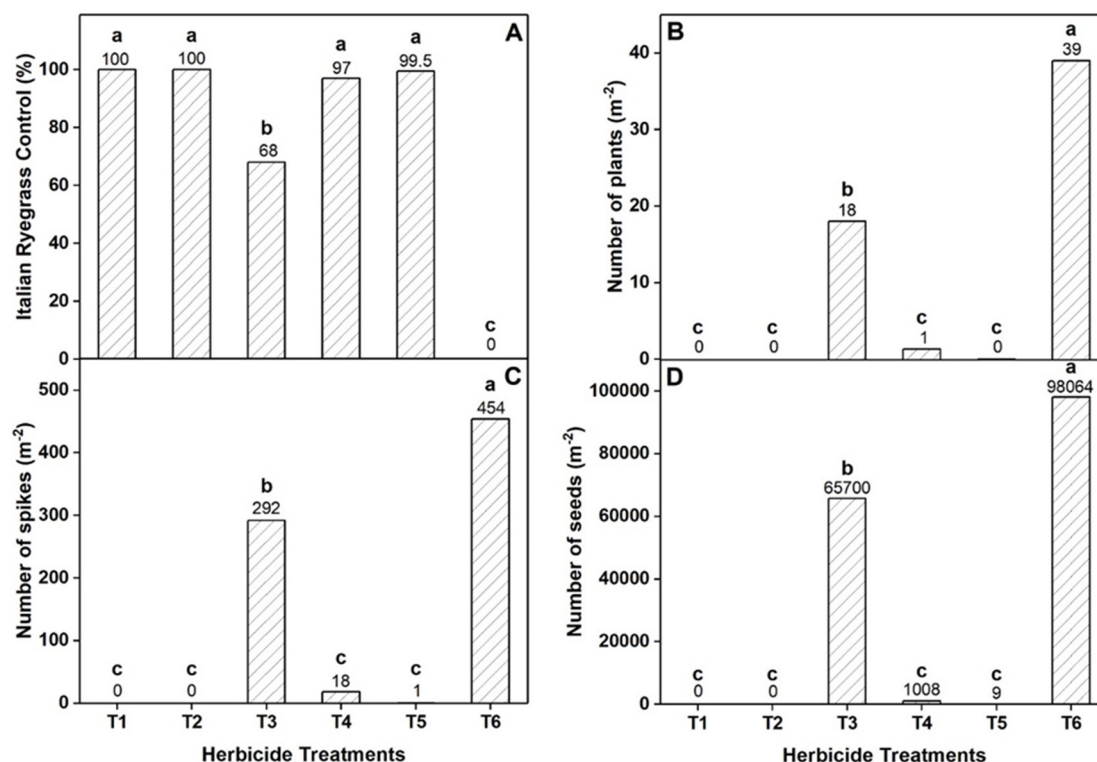 A
Italian Ryegrass Control (%)
100
80
60
40
20
0
a
100
a
100
b
68
a
97
a
99.5
c
0
B
Number of plants (m⁻²)
40
30
20
10
0
c
0
c
0
b
18
c
1
c
0
a
39
C
Number of spikes (m⁻²)
500
400
300
200
100
0
c
0
c
0
b
292
c
18
c
1
a
454
T1 T2 T3 T4 T5 T6
Herbicide Treatments
D
Number of seeds (m⁻²)
100000
80000
60000
40000
20000
0
c
0
c
0
b
65700
c
1008
c
9
a
98064
T1 T2 T3 T4 T5 T6
Herbicide Treatments